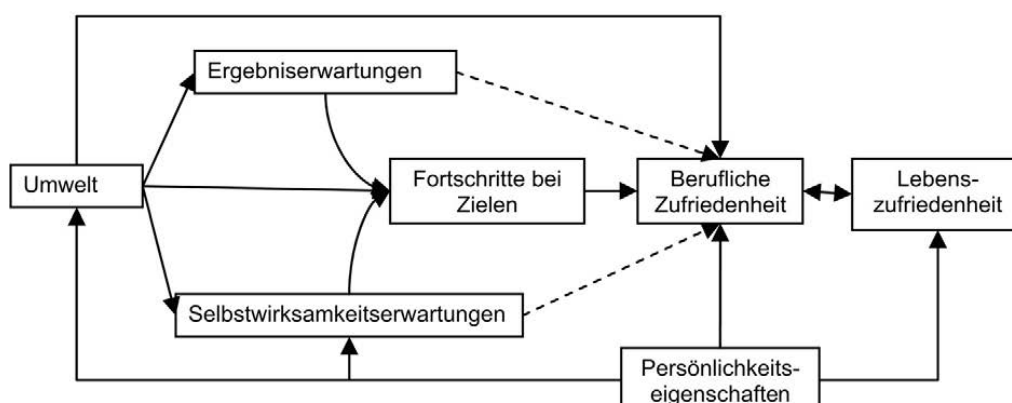 Ergebniserwartungen
Umwelt
Fortschritte bei
Zielen
Berufliche
Zufriedenheit
Lebens-
zufriedenheit
Selbstwirksamkeitserwartungen
Persönlichkeits-
eigenschaften